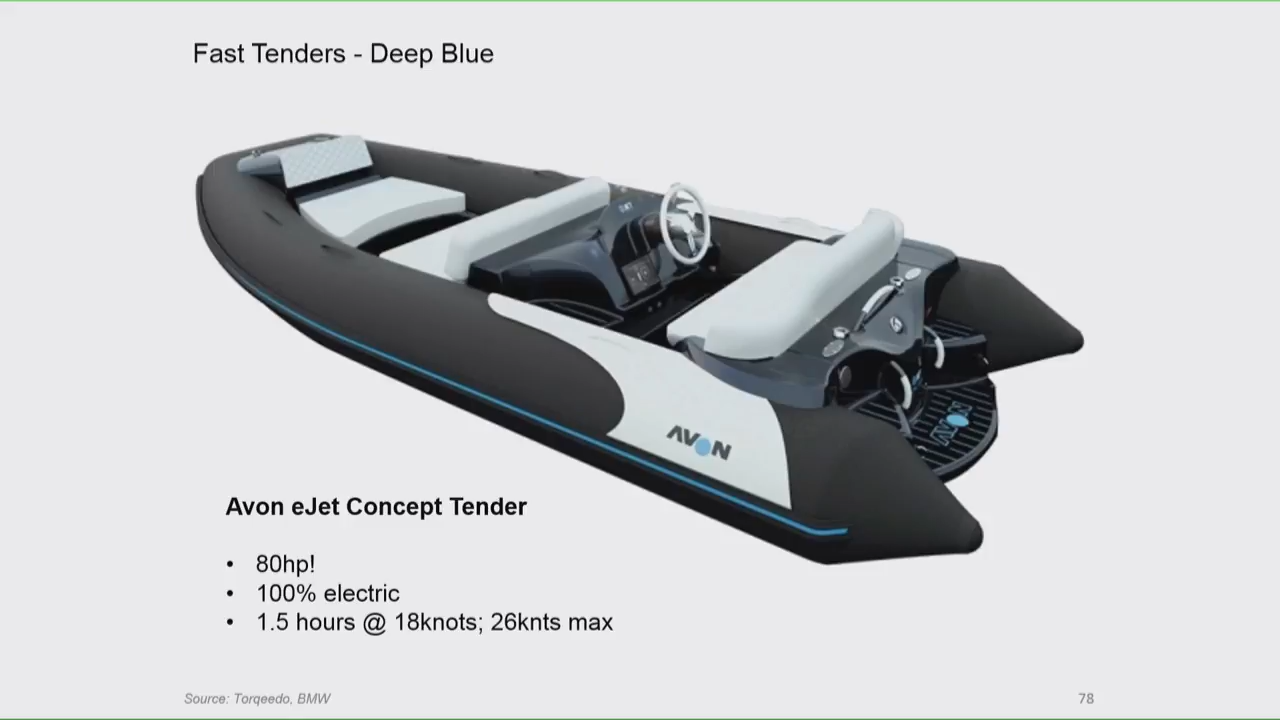 Fast Tenders - Deep Blue
AVON
AVON
Avon eJet Concept Tender
• 80hp!
• 100% electric
• 1.5 hours @ 18knots; 26knts max
Source: Torqeedo, BMW
78